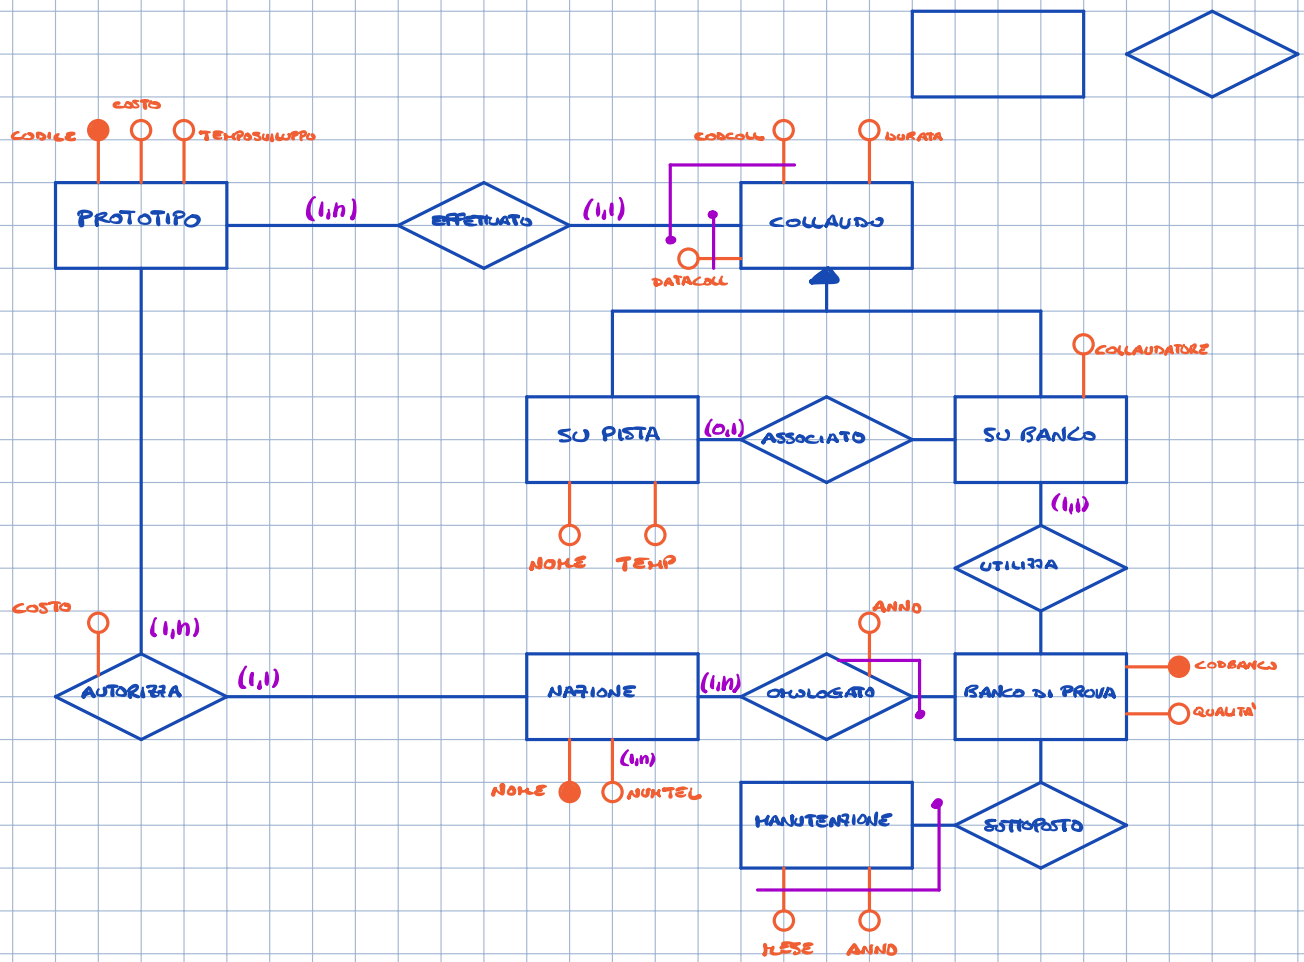 COSTO
CODICE
TEMPOSVILUPPO
CODCOLL
DURATA
PROTOTIPO
(1,n)
EFFETTUATO
(1,1)
COLLAUDO
DATACOLL
COLLAUDATORE
SU PISTA
(0,1)
ASSOCIATO
SU BANCO
(1,1)
NOME
TEMP
UTILIZZA
COSTO
(1,n)
ANNO
AUTORIZZA
(1,1)
NAZIONE
(1,n)
OMOLOGATO
BANCO DI PROVA
CODBANCO
QUALITA'
(1,n)
NOME
NUMTEL
MANUTENZIONE
SOTTOPOSTO
MESE
ANNO